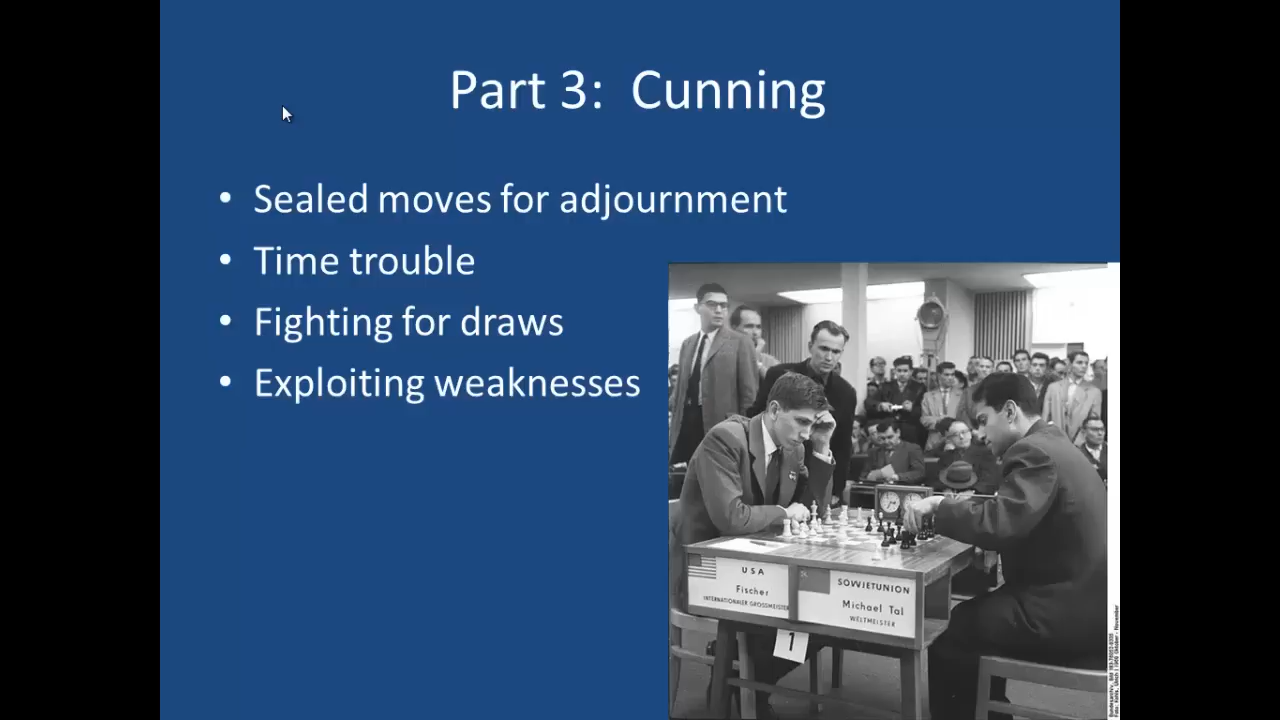 Part 3: Cunning
• Sealed moves for adjournment
• Time trouble
• Fighting for draws
• Exploiting weaknesses
USA
Fischer
INTERNATIONALER GROSSMEISTER
SOWJETUNION
Michael Tal
WELTMEISTER
1